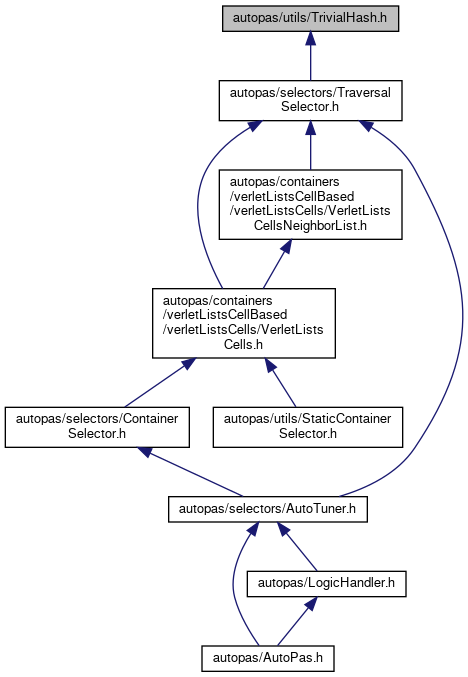 autopas/utils/TrivialHash.h
autopas/selectors/Traversal
Selector.h
autopas/containers
/verletListsCellBased
/verletListsCells/VerletLists
CellsNeighborList.h
autopas/containers
/verletListsCellBased
/verletListsCells/VerletLists
Cells.h
autopas/selectors/Container
Selector.h
autopas/utils/StaticContainer
Selector.h
autopas/selectors/AutoTuner.h
autopas/LogicHandler.h
autopas/AutoPas.h